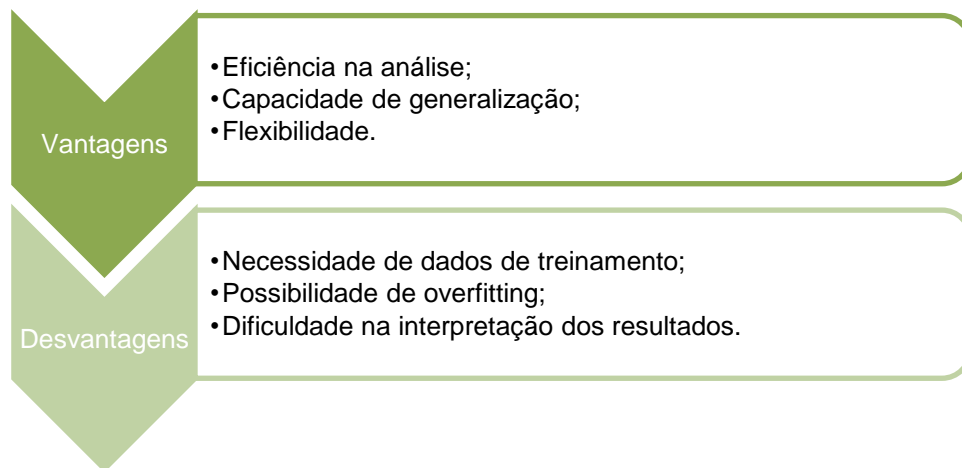 Vantagens
•Eficiência na análise;
•Capacidade de generalização;
•Flexibilidade.
Desvantagens
•Necessidade de dados de treinamento;
•Possibilidade de overfitting;
•Dificuldade na interpretação dos resultados.